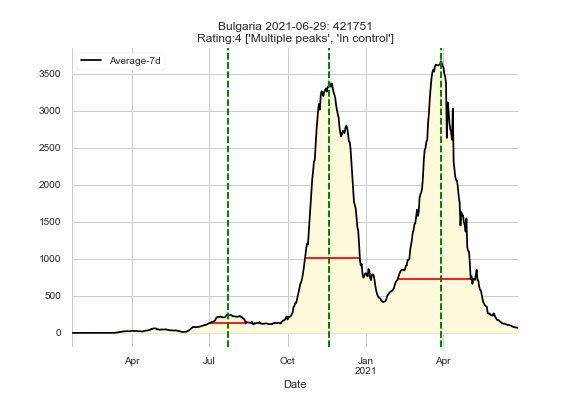 Bulgaria 2021-06-29: 421751
Rating:4 ['Multiple peaks', 'In control']
Average-7d
3500
3000
2500
2000
1500
1000
500
0
Apr
Jul
Oct
Jan
2021
Apr
Date